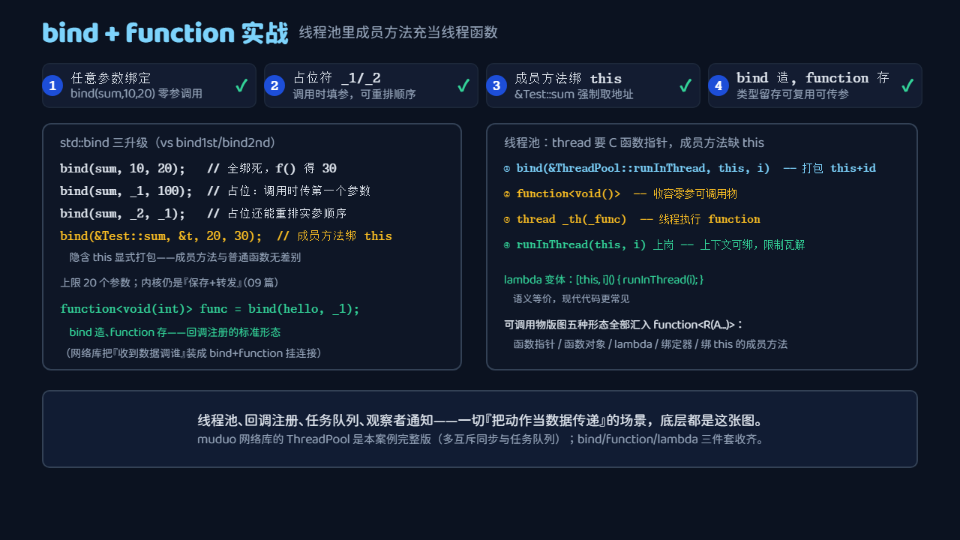 bind + function 实战 线程池里成员方法充当线程函数
1 任意参数绑定 ✓
bind(sum,10,20) 零参调用
2 占位符 _1/_2 ✓
调用时填参，可重排顺序
3 成员方法绑 this ✓
&Test::sum 强制取地址
4 bind 造, function 存 ✓
类型留存可复用可传参
std::bind 三升级（vs bind1st/bind2nd）
bind(sum, 10, 20); // 全绑死，f() 得 30
bind(sum, _1, 100); // 占位：调用时传第一个参数
bind(sum, _2, _1); // 占位还能重排实参顺序
bind(&Test::sum, &t, 20, 30); // 成员方法绑 this
隐含 this 显式打包——成员方法与普通函数无差别
上限 20 个参数；内核仍是『保存+转发』（09 篇）
function<void(int)> func = bind(hello, _1);
bind 造、function 存——回调注册的标准形态
（网络库把『收到数据调谁』装成 bind+function 挂连接）
线程池：thread 要 C 函数指针，成员方法缺 this
① bind(&ThreadPool::runInThread, this, i) —— 打包 this+id
② function<void()> —— 收容零参可调用物
③ thread _th(_func) —— 线程执行 function
④ runInThread(this, i) 上岗 —— 上下文可绑，限制瓦解
lambda 变体：[this, i]() { runInThread(i); }
语义等价，现代代码更常见
可调用物版图五种形态全部汇入 function<R(A_)>：
函数指针 / 函数对象 / lambda / 绑定器 / 绑 this 的成员方法
线程池、回调注册、任务队列、观察者通知——一切『把动作当数据传递』的场景，底层都是这张图。
muduo 网络库的 ThreadPool 是本案例完整版（多互斥同步与任务队列）；bind/function/lambda 三件套收齐。